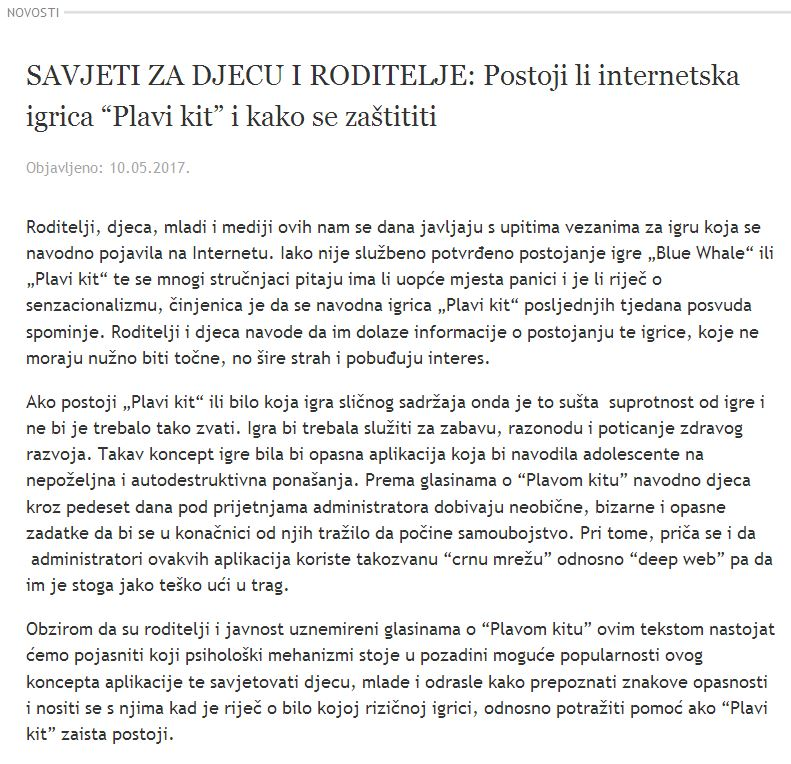 NOVOSTI
SAVJETI ZA DJECU I RODITELJE: Postoji li internetska
igrica “Plavi kit” i kako se zaštititi
Objavljeno: 10.05.2017.
Roditelji, djeca, mladi i mediji ovih nam se dana javljaju s upitima vezanima za igru koja se
navodno pojavila na Internetu. Iako nije službeno potvrđeno postojanje igre „Blue Whale“ ili
„Plavi kit“ te se mnogi stručnjaci pitaju ima li uopće mjesta panici i je li riječ o
senzacionalizmu, činjenica je da se navodna igrica „Plavi kit“ posljednjih tjedana posvuda
spominje. Roditelji i djeca navode da im dolaze informacije o postojanju te igrice, koje ne
moraju nužno biti točne, no šire strah i pobuđuju interes.
Ako postoji „Plavi kit“ ili bilo koja igra sličnog sadržaja onda je to sušta  suprotnost od igre i
ne bi je trebalo tako zvati. Igra bi trebala služiti za zabavu, razonodu i poticanje zdravog
razvoja. Takav koncept igre bila bi opasna aplikacija koja bi navodila adolescente na
nepoželjna i autodestruktivna ponašanja. Prema glasinama o “Plavom kitu” navodno djeca
kroz pedeset dana pod prijetnjama administratora dobivaju neobične, bizarne i opasne
zadatke da bi se u konačnici od njih tražilo da počine samoubojstvo. Pri tome, priča se i da
administratori ovakvih aplikacija koriste takozvanu “crnu mrežu” odnosno “deep web” pa da
im je stoga jako teško ući u trag.
Obzirom da su roditelji i javnost uznemireni glasinama o “Plavom kitu” ovim tekstom nastojat
ćemo pojasniti koji psihološki mehanizmi stoje u pozadini moguće popularnosti ovog
koncepta aplikacije te savjetovati djecu, mlade i odrasle kako prepoznati znakove opasnosti
i nositi se s njima kad je riječ o bilo kojoj rizičnoj igrici, odnosno potražiti pomoć ako “Plavi
kit” zaista postoji.